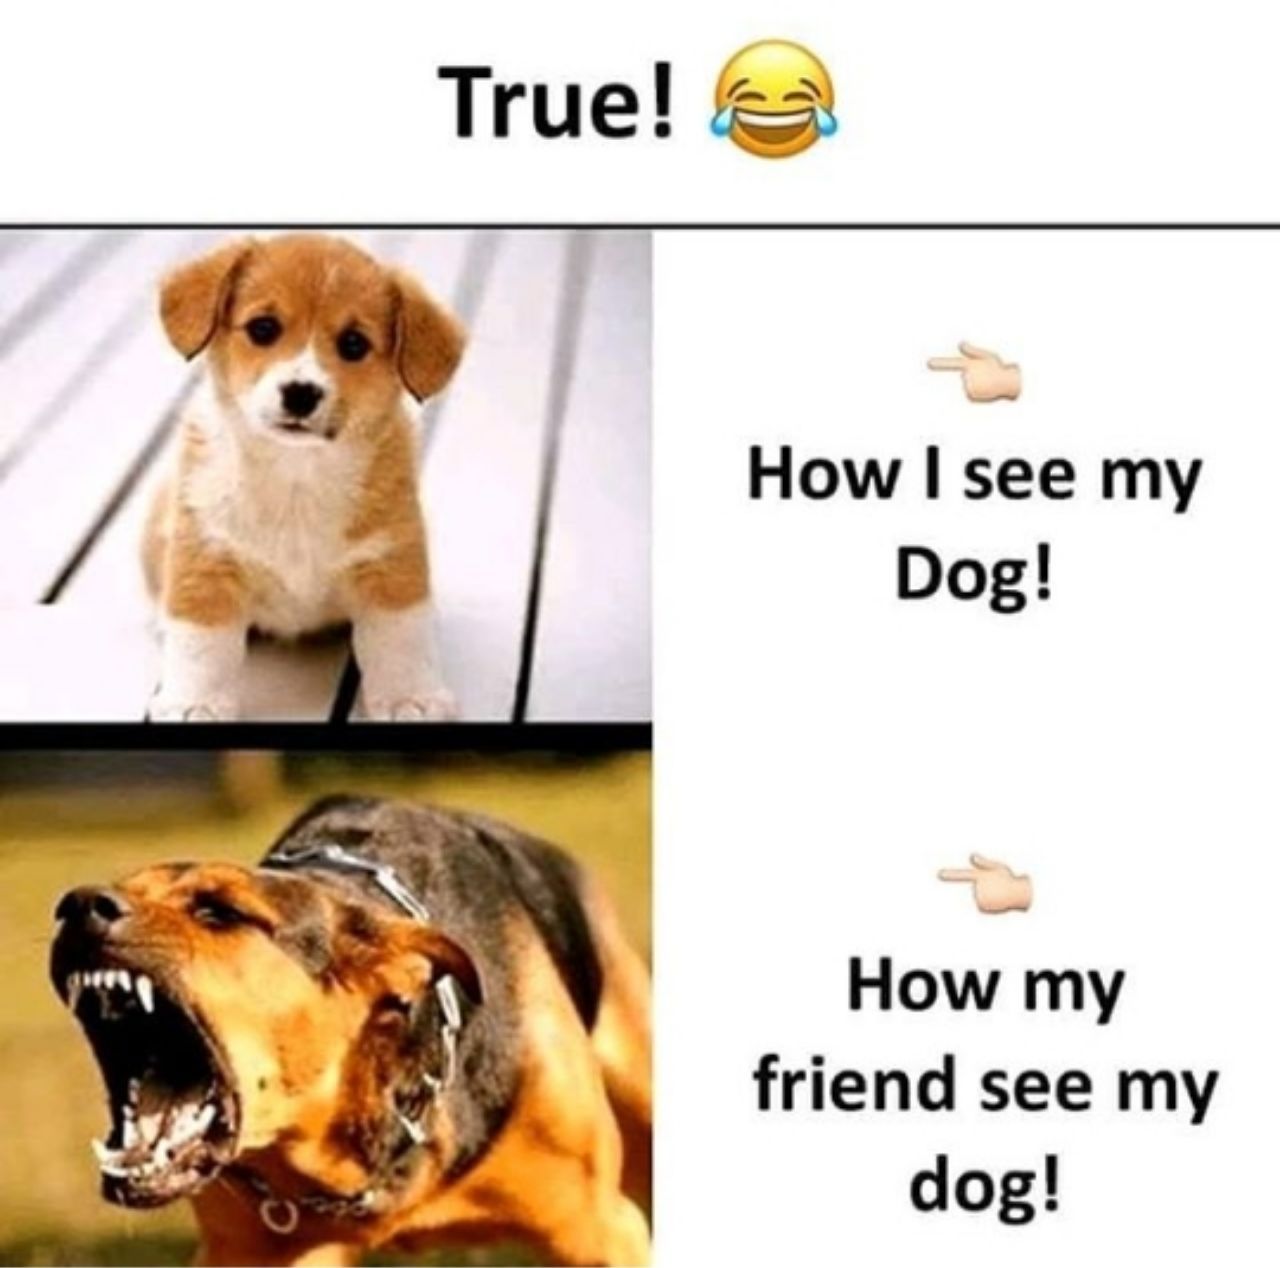 True! 😂
👈🏻
How I see my
Dog!
👈🏻
How my
friend see my
dog!